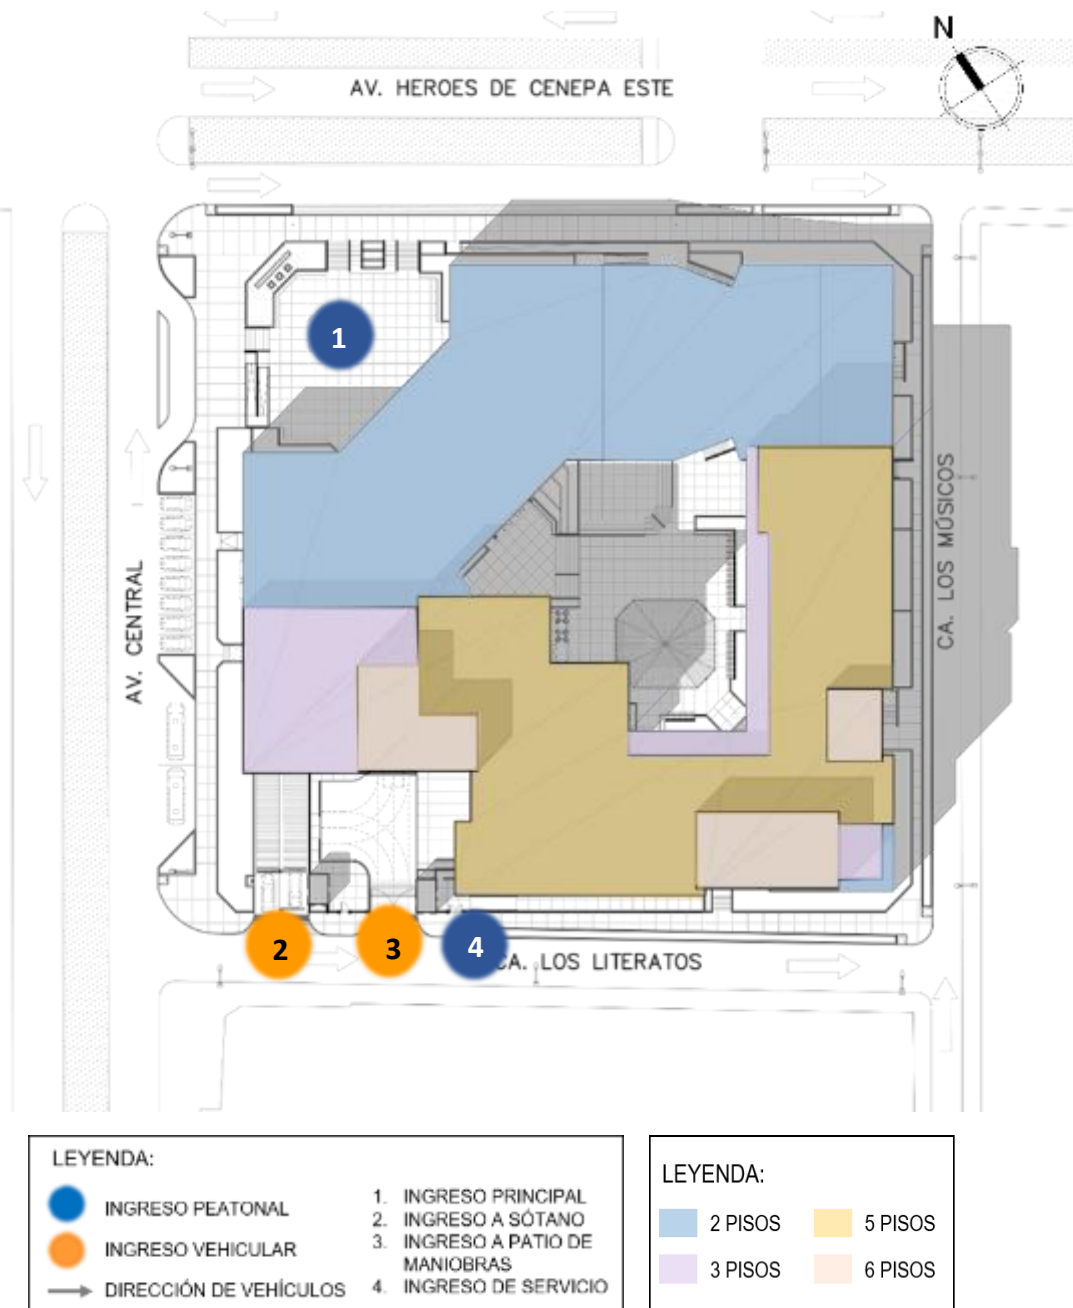 N
AV. HEROES DE CENEPA ESTE
1
AV. CENTRAL
CA. LOS MÚSICOS
2
3
4
CA. LOS LITERATOS
LEYENDA:
INGRESO PEATONAL
INGRESO VEHICULAR
DIRECCIÓN DE VEHÍCULOS
1. INGRESO PRINCIPAL
2. INGRESO A SÓTANO
3. INGRESO A PATIO DE
MANIOBRAS
4. INGRESO DE SERVICIO
LEYENDA:
2 PISOS
5 PISOS
3 PISOS
6 PISOS